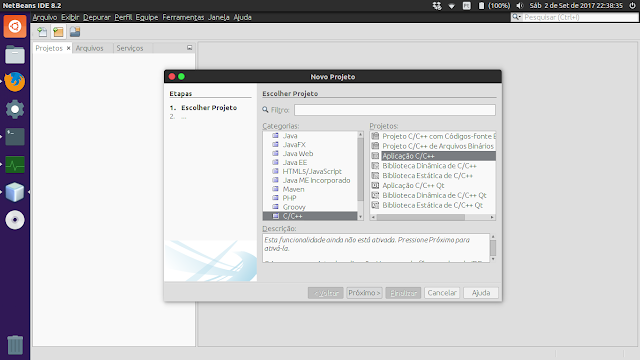 NetBeans IDE 8.2
Pt
(100%)
Sáb 2 de Set de 2017 22:38:35
Arquivo Exibir Depurar Perfil Equipe Ferramentas Janela Ajuda
Pesquisar (Ctrl+I)
Projetos × Arquivos Serviços
Novo Projeto
Etapas
1. Escolher Projeto
2. ...
Escolher Projeto
Filtro:
Categorias:
Java
JavaFX
Java Web
Java EE
HTML5/JavaScript
Java ME Incorporado
Maven
PHP
Groovy
C/C++
Projetos:
Projeto C/C++ com Códigos-Fonte E
Projeto C/C++ de Arquivos Binários
Aplicação C/C++
Biblioteca Dinâmica de C/C++
Biblioteca Estática de C/C++
Aplicação C/C++ Qt
Biblioteca Dinâmica de C/C++ Qt
Biblioteca Estática de C/C++ Qt
Descrição:
Esta funcionalidade ainda não está ativada. Pressione Próximo para
ativá-la.
< Voltar Próximo > Finalizar Cancelar Ajuda